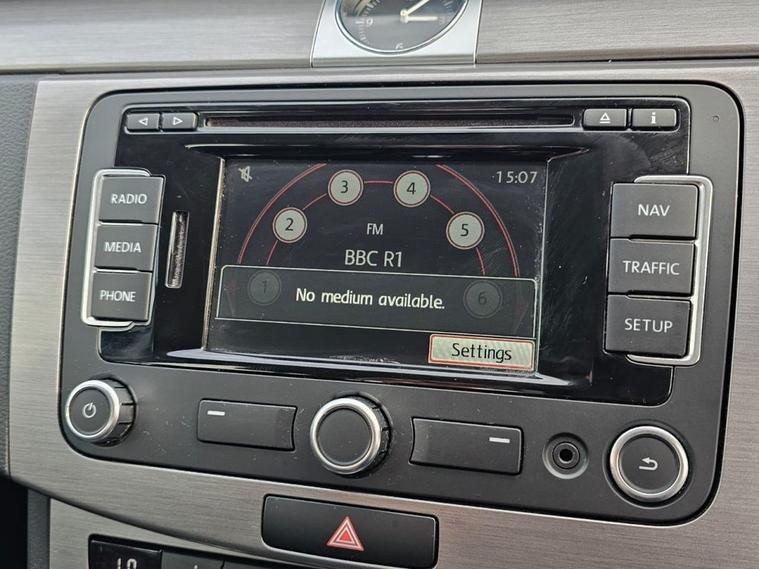 i
15:07
RADIO
MEDIA
PHONE
3
4
2
5
FM
BBC R1
1
6
No medium available.
Settings
NAV
TRAFFIC
SETUP